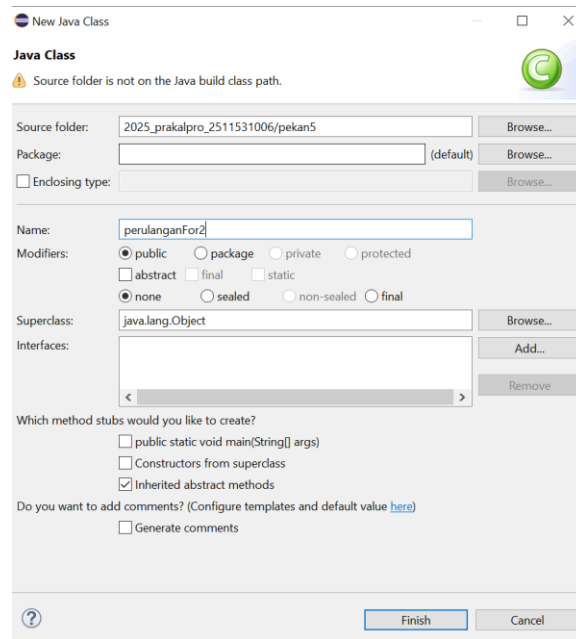 New Java Class
Java Class
Source folder is not on the Java build class path.
Source folder: 2025_prakalpro_2511531006/pekan5 Browse...
Package: (default) Browse...
Enclosing type: Browse...
Name: perulanganFor2
Modifiers: public package private protected
abstract final static
none sealed non-sealed final
Superclass: java.lang.Object Browse...
Interfaces: Add...
Remove
Which method stubs would you like to create?
public static void main(String[] args)
Constructors from superclass
Inherited abstract methods
Do you want to add comments? (Configure templates and default value here)
Generate comments
? Finish Cancel